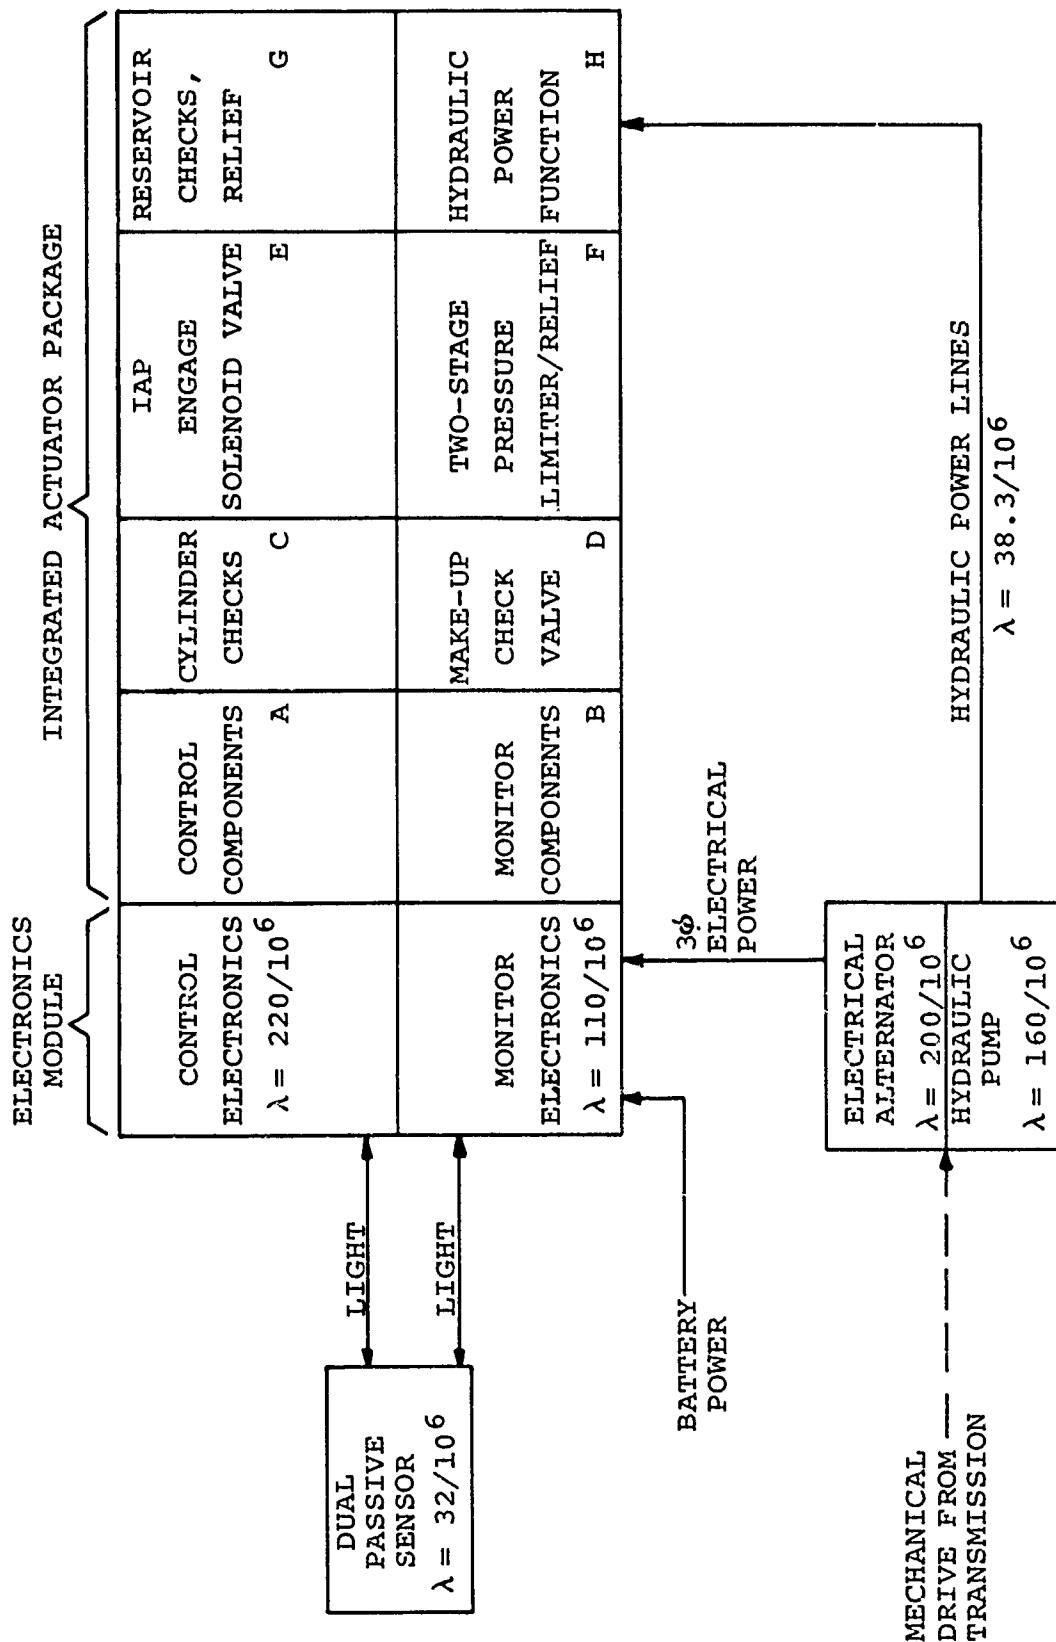 ELECTRONICS
MODULE
INTEGRATED ACTUATOR PACKAGE
CONTROL
ELECTRONICS
λ = 220/10⁶
CONTROL
COMPONENTS
A
CYLINDER
CHECKS
C
IAP
ENGAGE
SOLENOID VALVE
E
RESERVOIR
CHECKS,
RELIEF
G
MONITOR
ELECTRONICS
λ = 110/10⁶
MONITOR
COMPONENTS
B
MAKE-UP
CHECK
VALVE
D
TWO-STAGE
PRESSURE
LIMITER/RELIEF
F
HYDRAULIC
POWER
FUNCTION
H
LIGHT
LIGHT
DUAL
PASSIVE
SENSOR
λ = 32/10⁶
BATTERY
POWER
3ϕ
ELECTRICAL
POWER
ELECTRICAL
ALTERNATOR
λ = 200/10⁶
HYDRAULIC
PUMP
λ = 160/10⁶
HYDRAULIC POWER LINES
λ = 38.3/10⁶
MECHANICAL
DRIVE FROM
TRANSMISSION